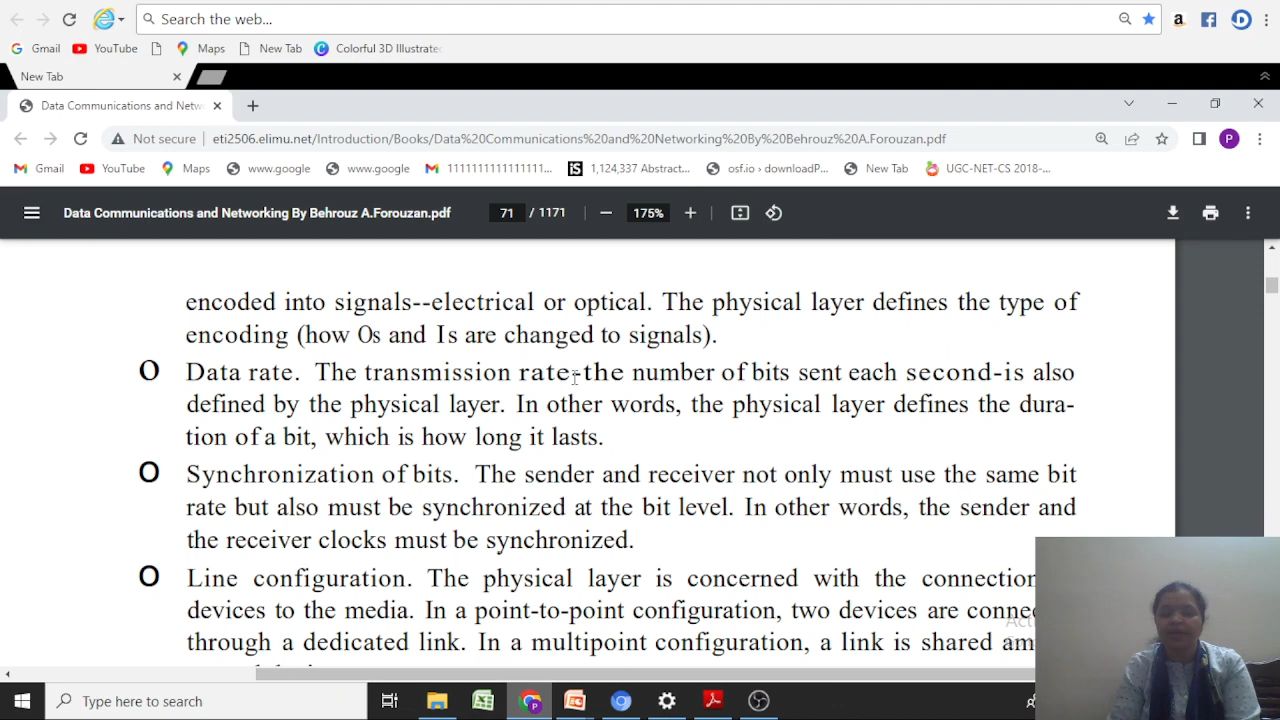 Search the web...
Gmail YouTube Maps New Tab Colorful 3D Illustrate
New Tab
Data Communications and Netw
Not secure eti2506.elimu.net/Introduction/Books/Data%20Communications%20and%20Networking%20By%20Behrouz%20A.Forouzan.pdf
Gmail YouTube Maps www.google www.google 11111111111111... 1,124,337 Abstract... osf.io › downloadP... New Tab UGC-NET-CS 2018-...
Data Communications and Networking By Behrouz A.Forouzan.pdf 71 / 1171 175%
encoded into signals--electrical or optical. The physical layer defines the type of
encoding (how Os and Is are changed to signals).
O Data rate. The transmission rate-the number of bits sent each second-is also
defined by the physical layer. In other words, the physical layer defines the dura-
tion of a bit, which is how long it lasts.
O Synchronization of bits. The sender and receiver not only must use the same bit
rate but also must be synchronized at the bit level. In other words, the sender and
the receiver clocks must be synchronized.
O Line configuration. The physical layer is concerned with the connection
devices to the media. In a point-to-point configuration, two devices are conne
through a dedicated link. In a multipoint configuration, a link is shared am
Type here to search